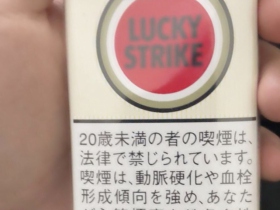 LUCKY
STRIKE
20歳未満の者の喫煙は、
法律で禁じられています。
喫煙は、動脈硬化や血栓
形成傾向を強め、あなた